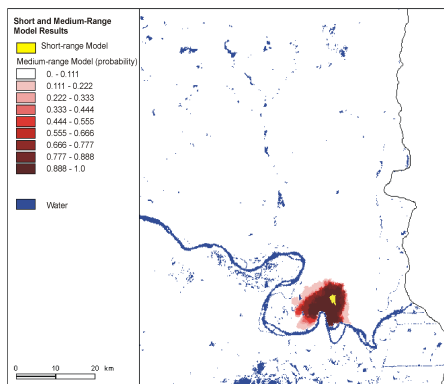 Short and Medium-Range
Model Results
Short-range Model
Medium-range Model (probability)
0. - 0.111
0.111 - 0.222
0.222 - 0.333
0.333 - 0.444
0.444 - 0.555
0.555 - 0.666
0.666 - 0.777
0.777 - 0.888
0.888 - 1.0
Water
0 10 20 km